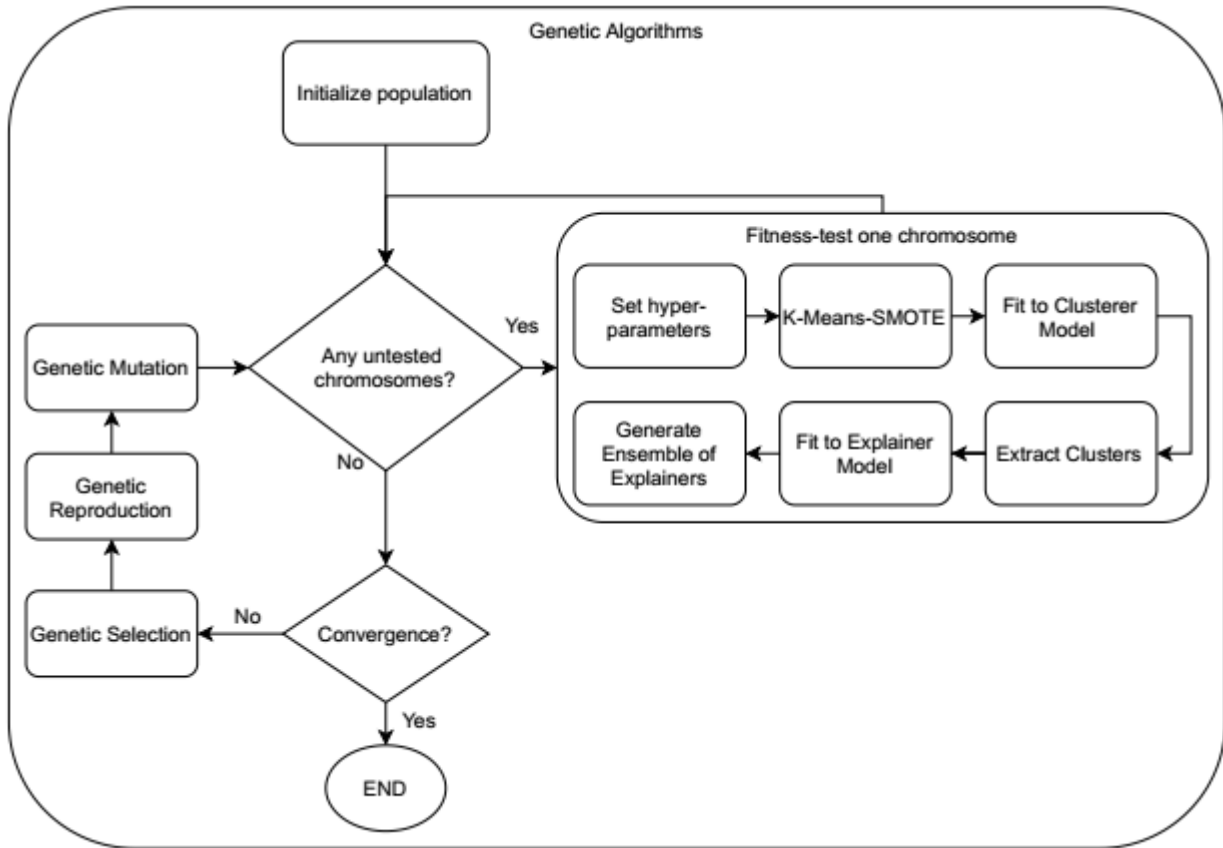 Genetic Algorithms
Initialize population
Fitness-test one chromosome
Set hyper-
parameters
K-Means-SMOTE
Fit to Clusterer
Model
Yes
Any untested
chromosomes?
Genetic Mutation
Generate
Ensemble of
Explainers
Fit to Explainer
Model
Extract Clusters
No
Genetic
Reproduction
Genetic Selection
No
Convergence?
Yes
END